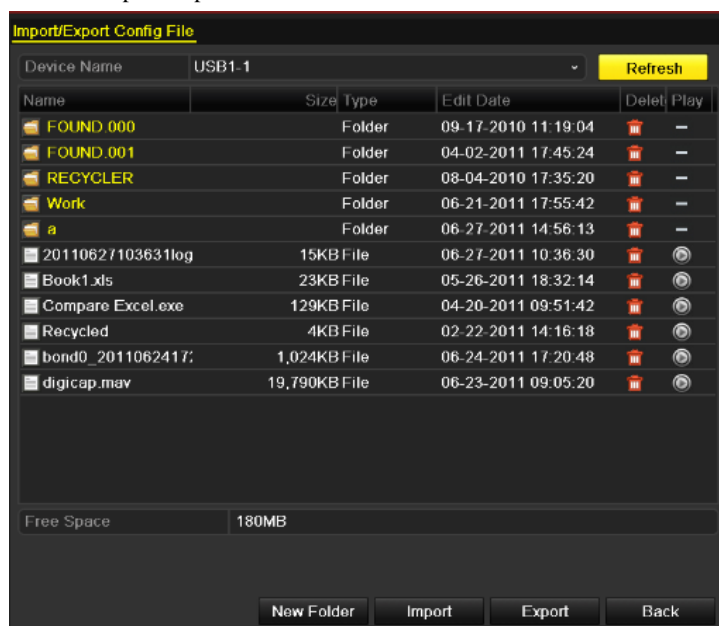 Import/Export Config File
Device Name USB1-1 Refresh
Name Size Type Edit Date Delet Play
FOUND.000 Folder 09-17-2010 11:19:04 –
FOUND.001 Folder 04-02-2011 17:45:24 –
RECYCLER Folder 08-04-2010 17:35:20 –
Work Folder 06-21-2011 17:55:42 –
a Folder 06-27-2011 14:56:13 –
20110627103631log 15KB File 06-27-2011 10:36:30
Book1.xls 23KB File 05-26-2011 18:32:14
Compare Excel.exe 129KB File 04-20-2011 09:51:42
Recycled 4KB File 02-22-2011 14:16:18
bond0_2011062417 1,024KB File 06-24-2011 17:20:48
digicap.mav 19,790KB File 06-23-2011 09:05:20
Free Space 180MB
New Folder Import Export Back